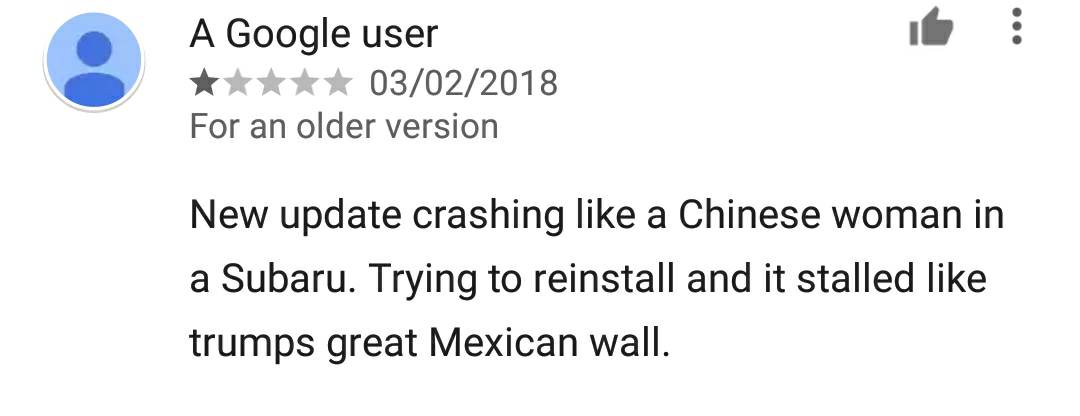 A Google user
03/02/2018
For an older version
New update crashing like a Chinese woman in
a Subaru. Trying to reinstall and it stalled like
trumps great Mexican wall.